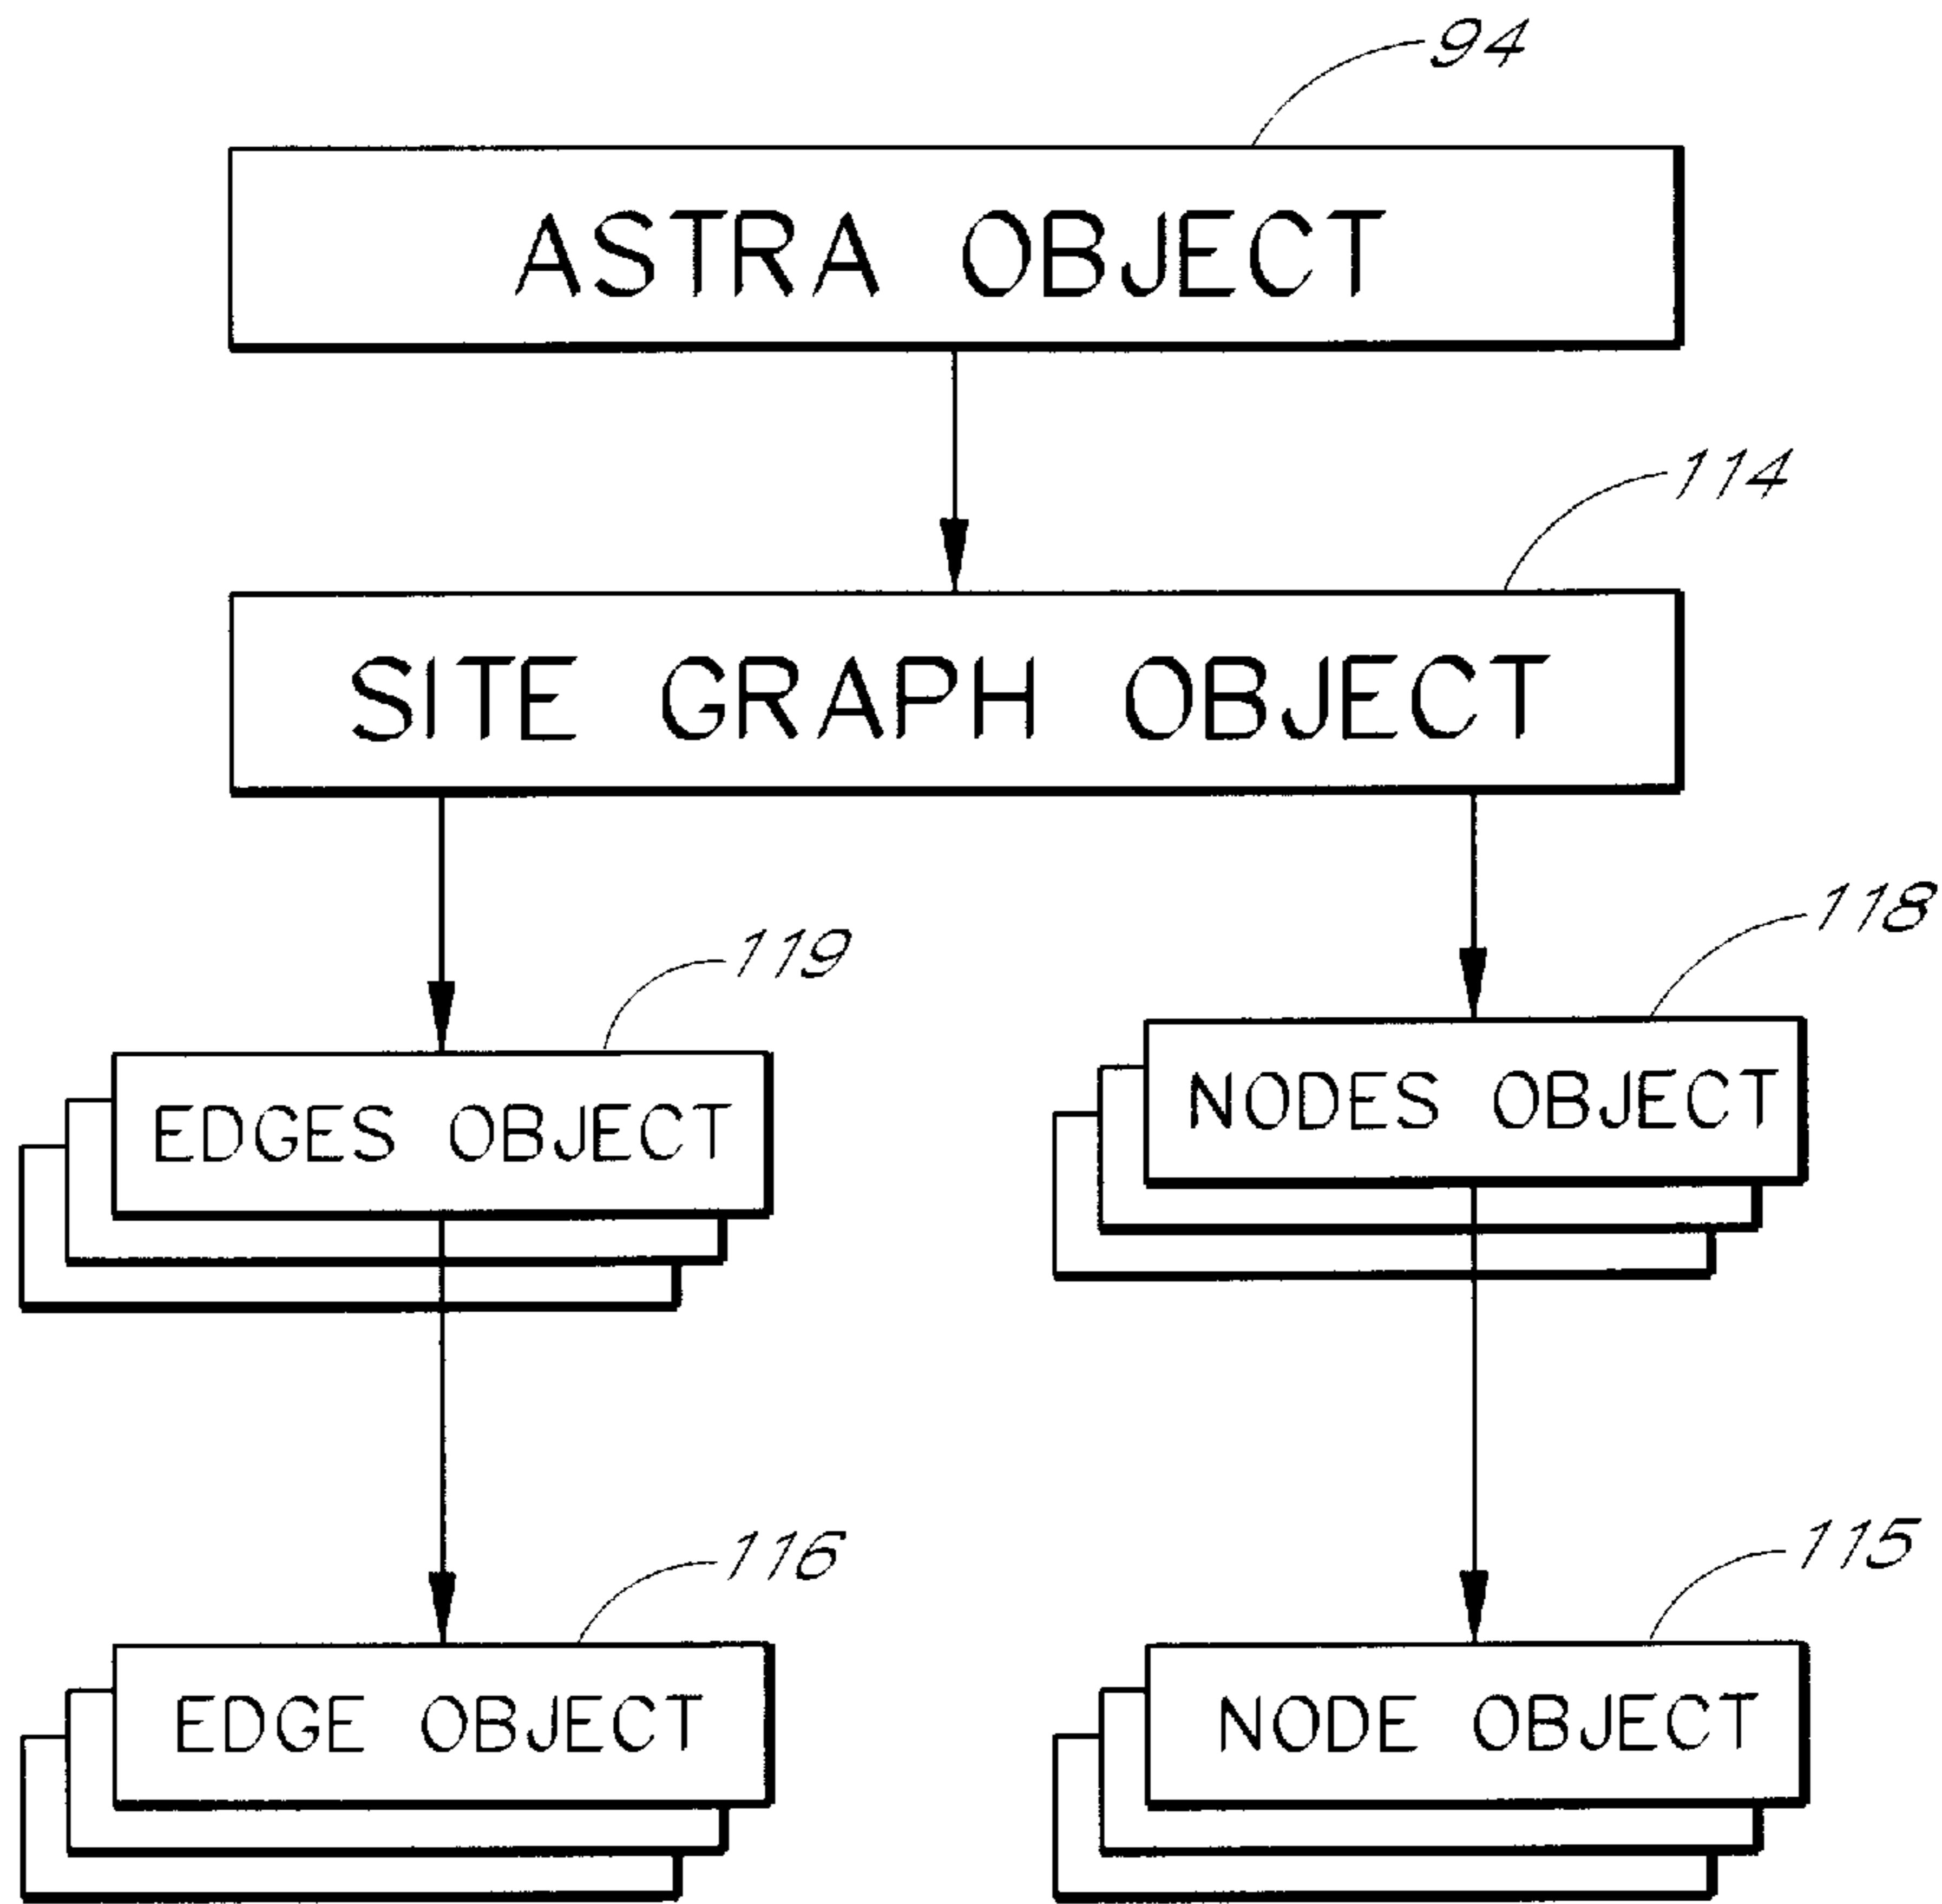 94
ASTRA OBJECT
114
SITE GRAPH OBJECT
118
119
NODES OBJECT
EDGES OBJECT
115
116
EDGE OBJECT
NODE OBJECT